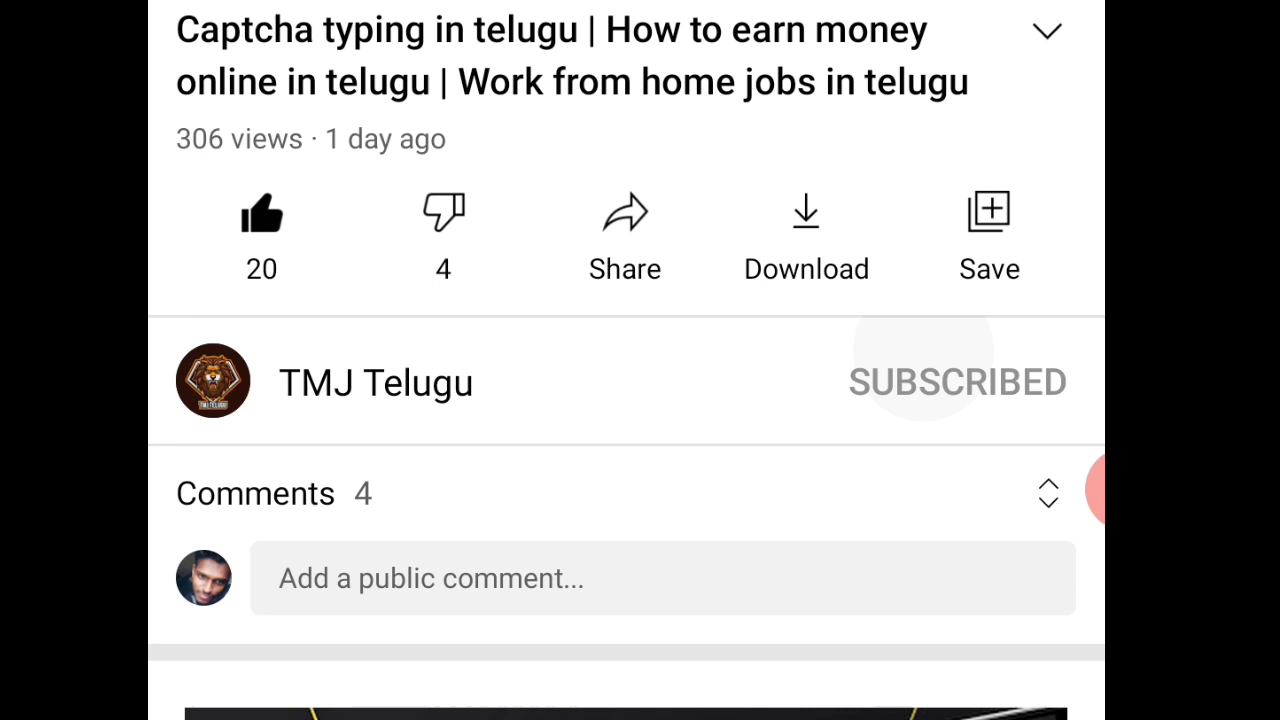 Captcha typing in telugu | How to earn money
online in telugu | Work from home jobs in telugu
306 views · 1 day ago
20
4
Share
Download
Save
TMJ Telugu
SUBSCRIBED
Comments 4
Add a public comment...